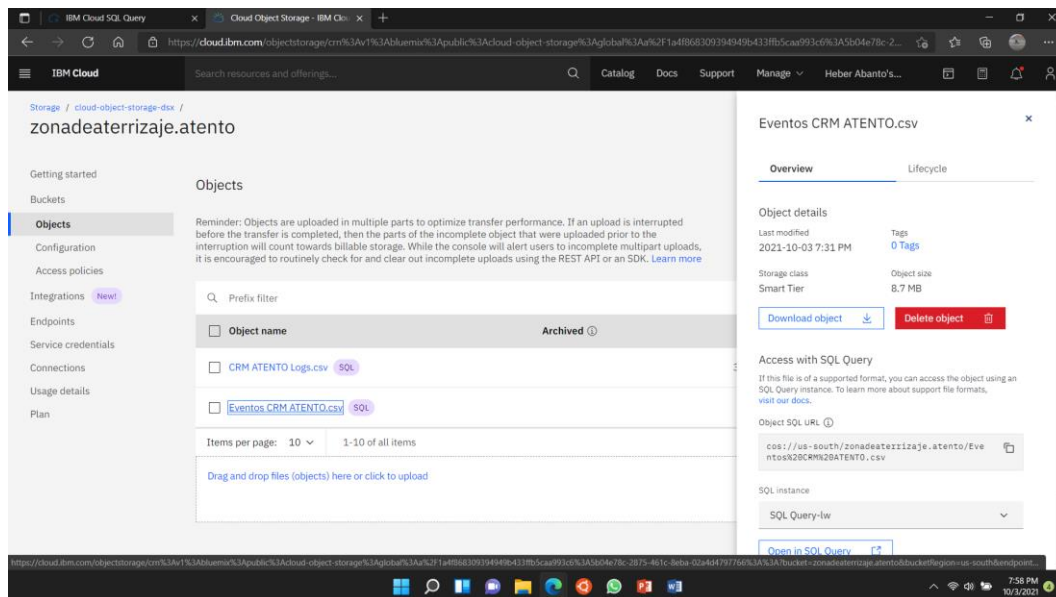 IBM Cloud SQL Query
Cloud Object Storage - IBM Clou
https://cloud.ibm.com/objectstorage/crn%3Av1%3Abluemix%3Apublic%3Acloud-object-storage%3Aglobal%3Aa%2F1a4f868309394949b433ffb5caa993c6%3A5b04e78c-2...
IBM Cloud
Search resources and offerings...
Catalog
Docs
Support
Manage
Heber Abanto's...
Storage / cloud-object-storage-dsx /
zonadeaterrizaje.atento
Getting started
Buckets
Objects
Configuration
Access policies
Integrations New!
Endpoints
Service credentials
Connections
Usage details
Plan
Objects
Reminder: Objects are uploaded in multiple parts to optimize transfer performance. If an upload is interrupted
before the transfer is completed, then the parts of the incomplete object that were uploaded prior to the
interruption will count towards billable storage. While the console will alert users to incomplete multipart uploads,
it is encouraged to routinely check for and clear out incomplete uploads using the REST API or an SDK. Learn more
Prefix filter
Object name
Archived
CRM ATENTO Logs.csv SQL
Eventos CRM ATENTO.csv SQL
Items per page: 10
1-10 of all items
Drag and drop files (objects) here or click to upload
Eventos CRM ATENTO.csv
Overview
Lifecycle
Object details
Last modified
2021-10-03 7:31 PM
Tags
0 Tags
Storage class
Smart Tier
Object size
8.7 MB
Download object
Delete object
Access with SQL Query
If this file is of a supported format, you can access the object using an
SQL Query instance. To learn more about support file formats,
visit our docs.
Object SQL URL
cos://us-south/zonadeaterrizaje.atento/Eve
ntos%20CRM%20ATENTO.csv
SQL instance
SQL Query-lw
Open in SQL Query
7:58 PM
10/3/2021